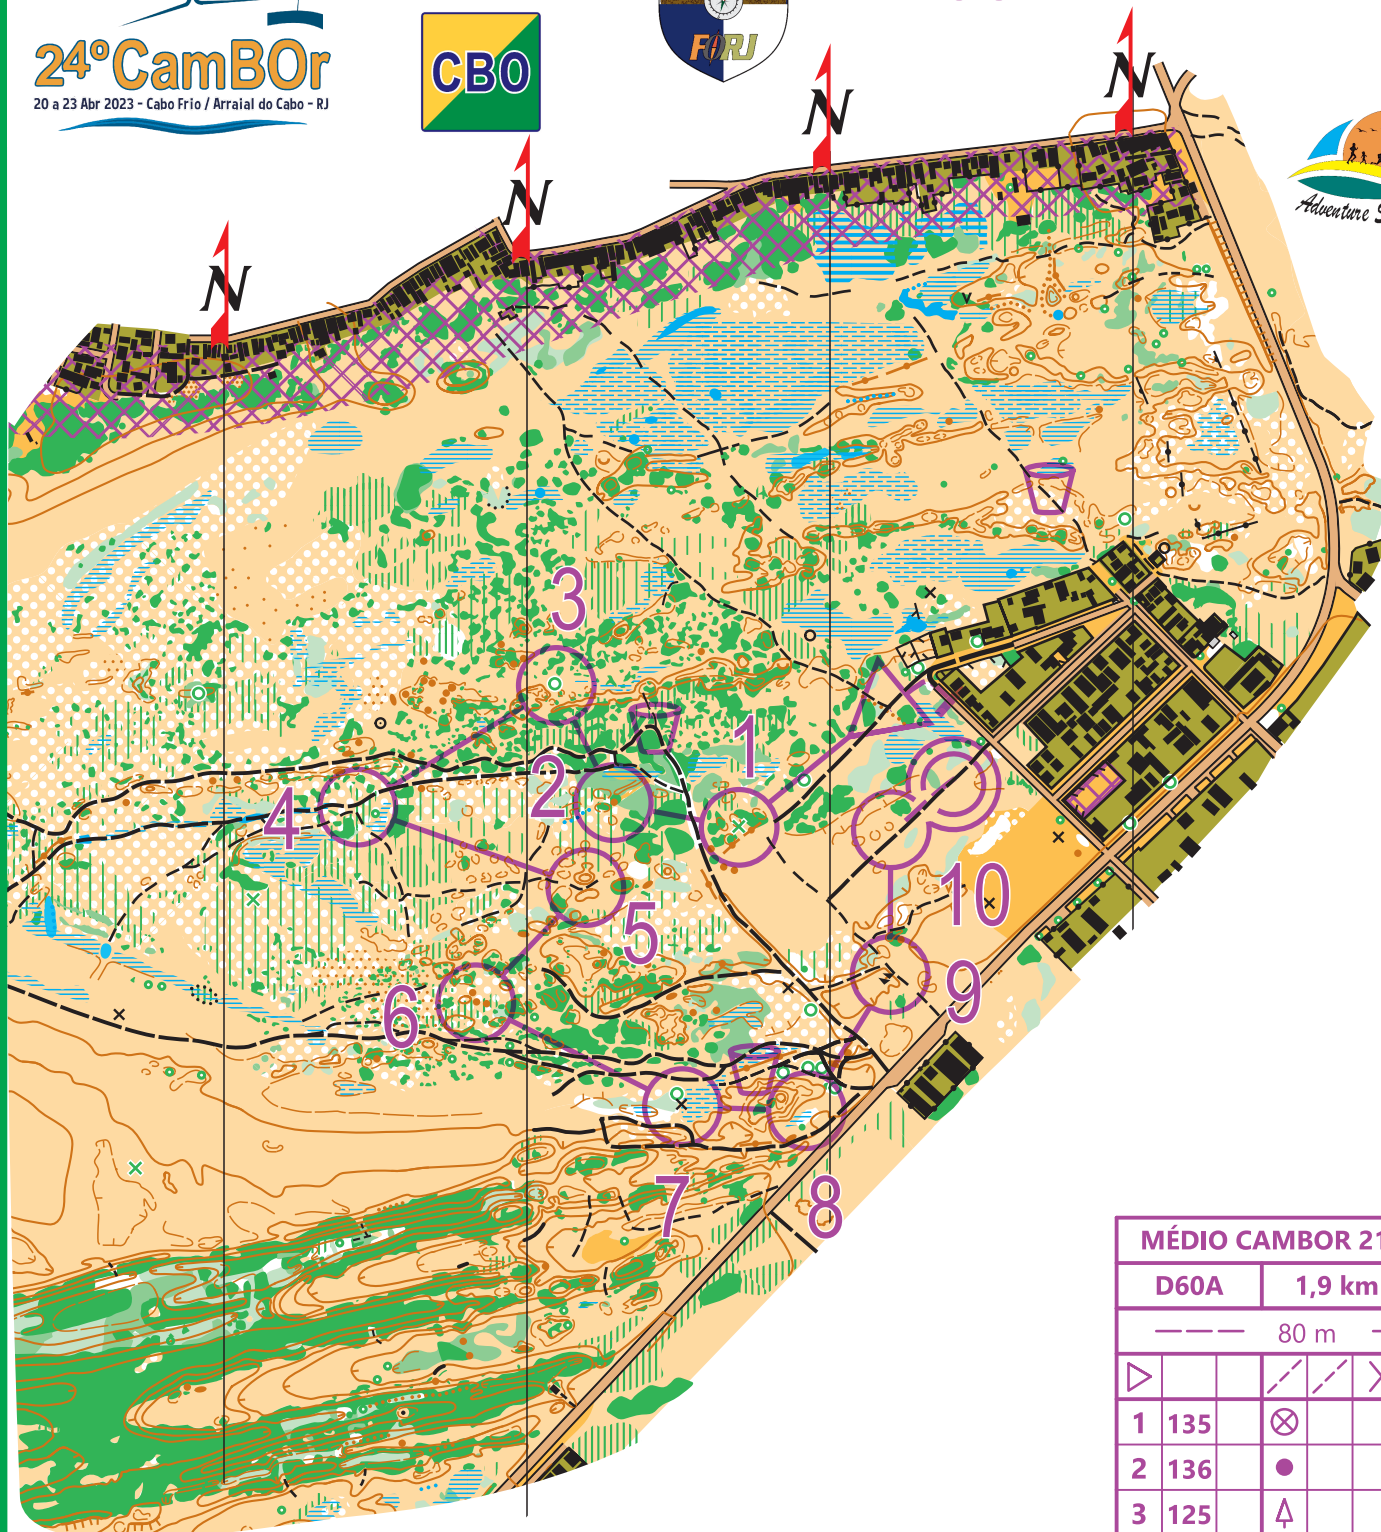 24ºCamBOr
20 a 23 Abr 2023 - Cabo Frio / Arraial do Cabo - RJ
CBO
FORJ
Adventure
N
N
N
N
3
1
2
4
10
5
9
6
7
8
MÉDIO CAMBOR 21
D60A 1,9 km
80 m
1 135
2 136
3 125